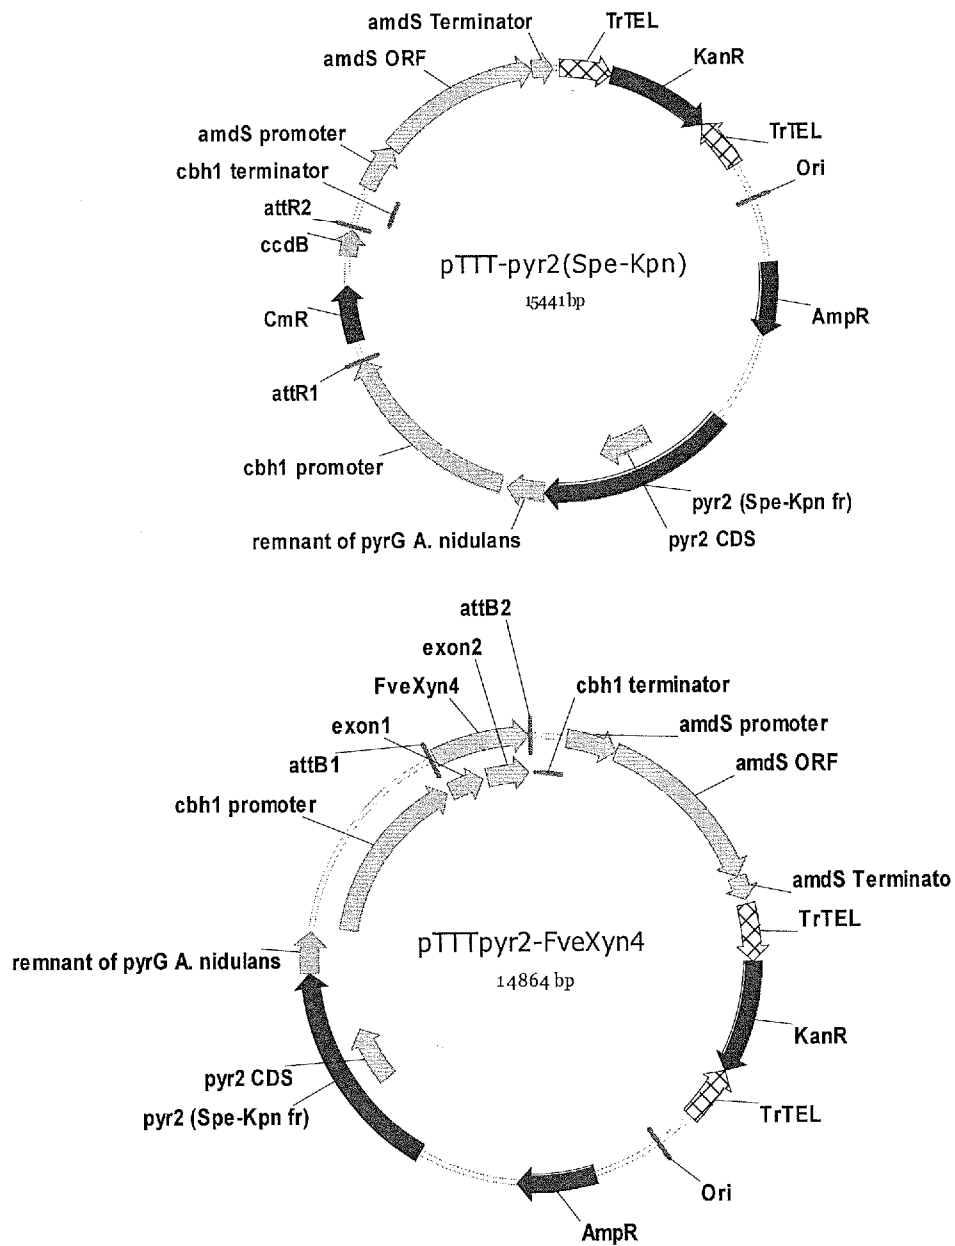 amdS Terminator
TrTEL
amdS ORF
KanR
amdS promoter
TrTEL
cbh1 terminator
Ori
attR2
ccdB
pTTT-pyr2(Spe-Kpn)
15441 bp
CmR
AmpR
attR1
cbh1 promoter
pyr2 (Spe-Kpn fr)
remnant of pyrG A. nidulans
pyr2 CDS
attB2
exon2
FveXyn4
cbh1 terminator
exon1
amdS promoter
attB1
amdS ORF
cbh1 promoter
amdS Terminato
TrTEL
pTTTpyr2-FveXyn4
remnant of pyrG A. nidulans
14864 bp
KanR
pyr2 CDS
pyr2 (Spe-Kpn fr)
TrTEL
Ori
AmpR